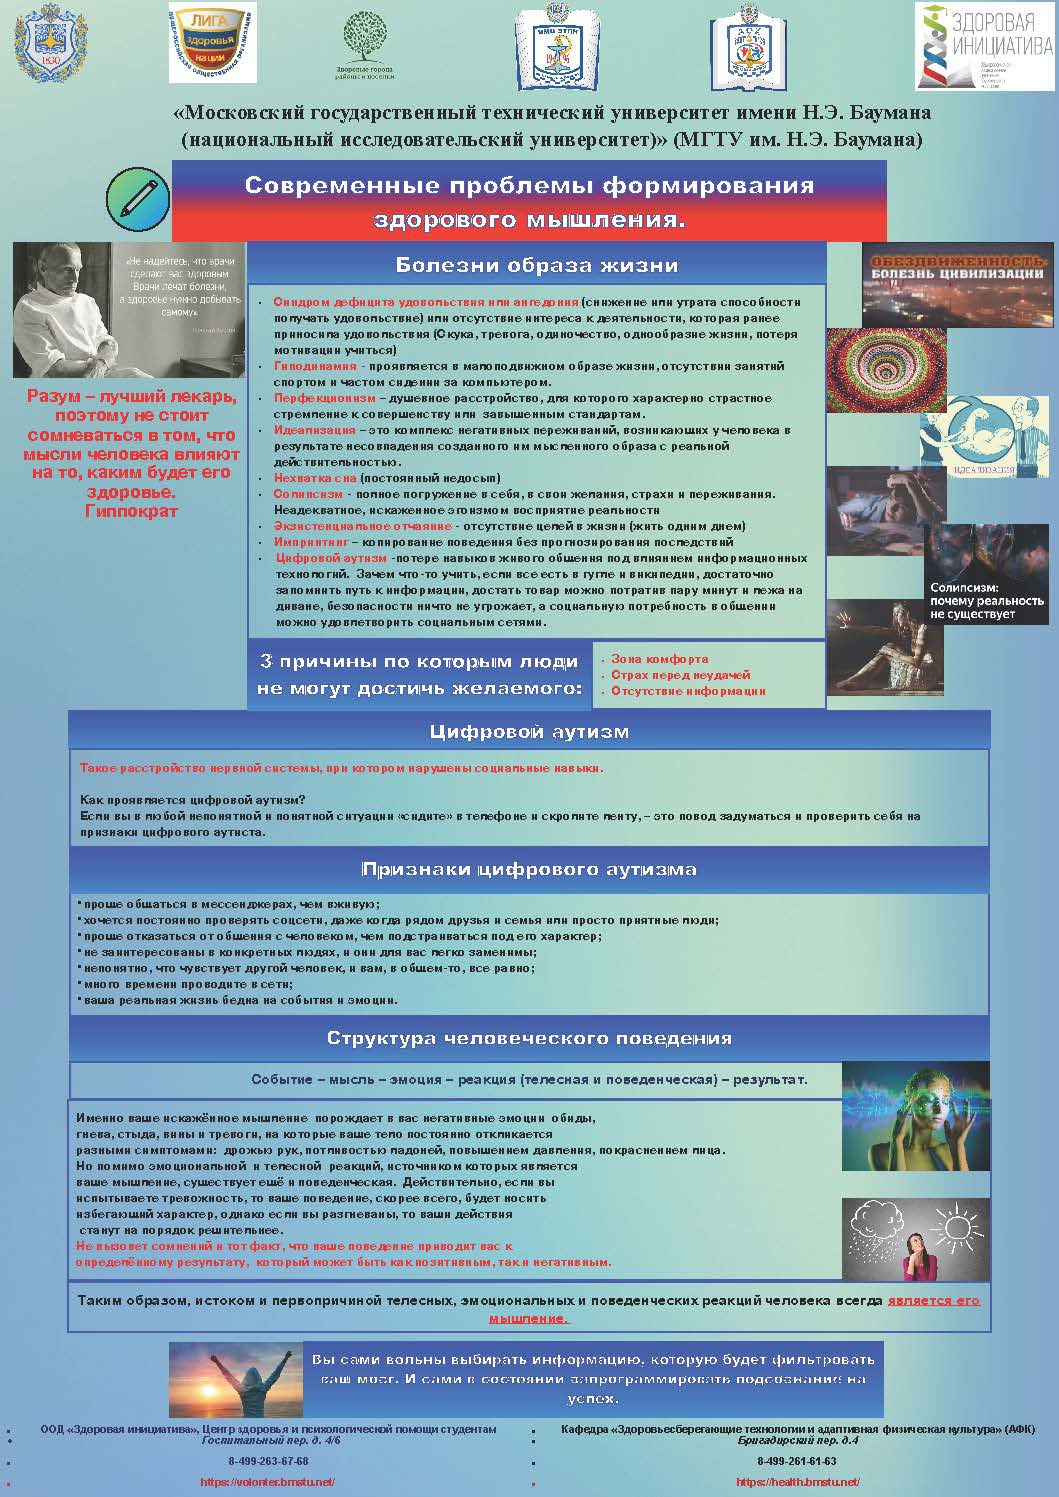 1830
ЛИГА
здоровья
нации
ОБЩЕРОССИЙСКАЯ ОБЩЕСТВЕННАЯ ОРГАНИЗАЦИЯ
Здоровые города
районы и поселки
ЗДОРОВАЯ
ИНИЦИАТИВА
«Московский государственный технический университет имени Н.Э. Баумана
(национальный исследовательский университет)» (МГТУ им. Н.Э. Баумана)
Современные проблемы формирования
здорового мышления.
«Не надейтесь, что врачи
сделают вас здоровым.
Врачи лечат болезни,
а здоровье нужно добывать
самому»
Разум – лучший лекарь,
поэтому не стоит
сомневаться в том, что
мысли человека влияют
на то, каким будет его
здоровье.
Гиппократ
Болезни образа жизни
• Синдром дефицита удовольствия или ангедония (снижение или утрата способности
получать удовольствие) или отсутствие интереса к деятельности, которая ранее
приносила удовольствия (Скука, тревога, одиночество, однообразие жизни, потеря
мотивации учиться)
• Гиподинамия - проявляется в малоподвижном образе жизни, отсутствии занятий
спортом и частом сидении за компьютером.
• Перфекционизм – душевное расстройство, для которого характерно страстное
стремление к совершенству или завышенным стандартам.
• Идеализация – это комплекс негативных переживаний, возникающих у человека в
результате несовпадения созданного им мысленного образа с реальной
действительностью.
• Нехватка сна (постоянный недосып)
• Солипсизм - полное погружение в себя, в свои желания, страхи и переживания.
Неадекватное, искаженное эгоизмом восприятие реальности
• Экзистенциальное отчаяние - отсутствие целей в жизни (жить одним днем)
• Импринтинг – копирование поведения без прогнозирования последствий
• Цифровой аутизм -потере навыков живого общения под влиянием информационных
технологий. Зачем что-то учить, если все есть в гугле и википедии, достаточно
запомнить путь к информации, достать товар можно потратив пару минут и лежа на
диване, безопасности ничто не угрожает, а социальную потребность в общении
можно удовлетворить социальным сетями.
ОБЕЗДВИЖЕННОСТЬ-
БОЛЕЗНЬ ЦИВИЛИЗАЦИИ
ИДЕАЛИЗАЦИЯ
Солипсизм:
почему реальность
не существует
3 причины по которым люди
не могут достичь желаемого:
• Зона комфорта
• Страх перед неудачей
• Отсутствие информации
Цифровой аутизм
Такое расстройство нервной системы, при котором нарушены социальные навыки.
Как проявляется цифровой аутизм?
Если вы в любой непонятной и понятной ситуации «сидите» в телефоне и скролите ленту, – это повод задуматься и проверить себя на
признаки цифрового аутиста.
Признаки цифрового аутизма
• проще общаться в мессенджерах, чем вживую;
• хочется постоянно проверять соцсети, даже когда рядом друзья и семья или просто приятные люди;
• проще отказаться от общения с человеком, чем подстраиваться под его характер;
• не заинтересованы в конкретных людях, и они для вас легко заменимы;
• непонятно, что чувствует другой человек, и вам, в общем-то, все равно;
• много времени проводите в сети;
• ваша реальная жизнь бедна на события и эмоции.
Структура человеческого поведения
Событие – мысль – эмоция – реакция (телесная и поведенческая) – результат.
Именно ваше искажённое мышление порождает в вас негативные эмоции обиды,
гнева, стыда, вины и тревоги, на которые ваше тело постоянно откликается
разными симптомами: дрожью рук, потливостью ладоней, повышением давления, покраснением лица.
Но помимо эмоциональной и телесной реакций, источником которых является
ваше мышление, существует ещё и поведенческая. Действительно, если вы
испытываете тревожность, то ваше поведение, скорее всего, будет носить
избегающий характер, однако если вы разгневаны, то ваши действия
станут на порядок решительнее.
Не вызовет сомнений и тот факт, что ваше поведение приводит вас к
определённому результату, который может быть как позитивным, так и негативным.
Таким образом, истоком и первопричиной телесных, эмоциональных и поведенческих реакций человека всегда является его
мышление.
Вы сами вольны выбирать информацию, которую будет фильтровать
ваш мозг. И сами в состоянии запрограммировать подсознание на
успех.
• ООД «Здоровая инициатива», Центр здоровья и психологической помощи студентам
• Госпитальный пер. д. 4/6
• 8-499-263-67-68
• https://volonter.bmstu.net/
• Кафедра «Здоровьесберегающие технологии и адаптивная физическая культура» (АФК)
• Бригадирский пер. д.4
• 8-499-261-61-63
• https://health.bmstu.net/